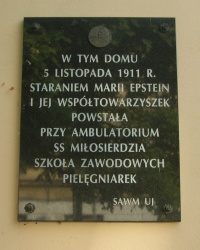 W TYM DOMU
5 LISTOPADA 1911 R.
STARANIEM MARII EPSTEIN
I JEJ WSPÓŁTOWARZYSZEK
POWSTAŁA
PRZY AMBULATORIUM
SS MIŁOSIERDZIA
SZKOŁA ZAWODOWYCH
PIELĘGNIAREK
SAWM UJ